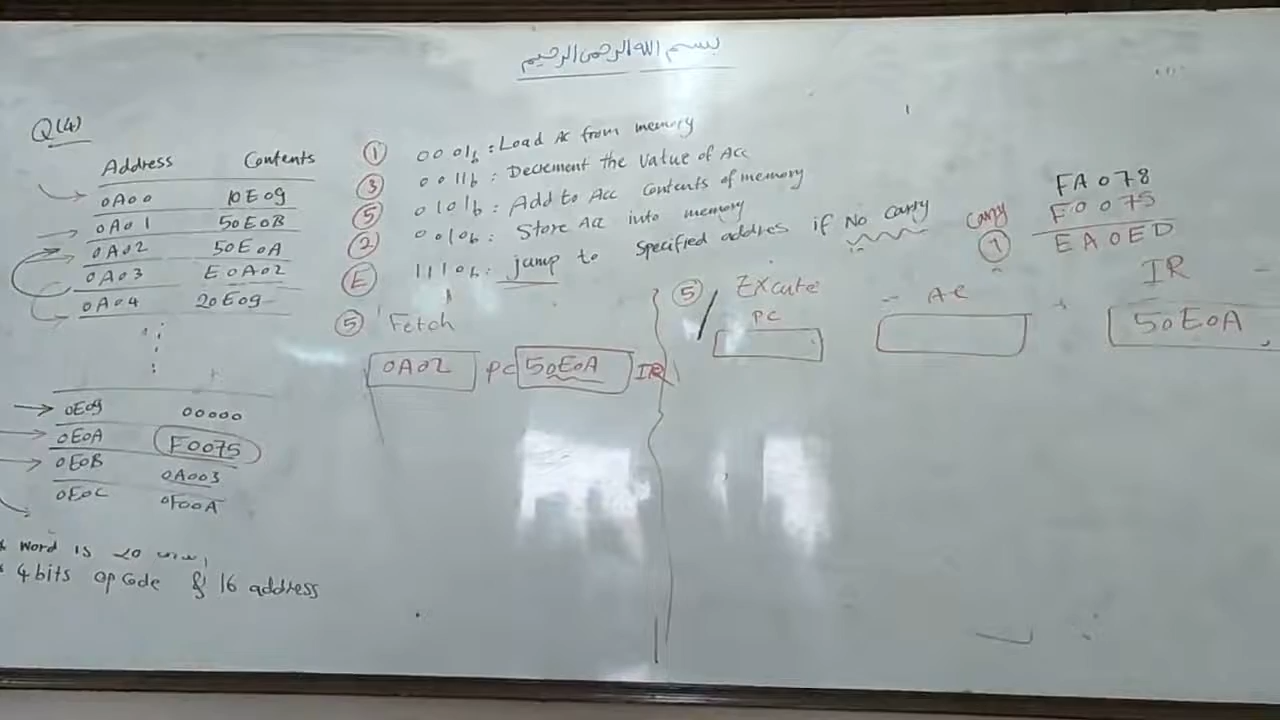 بسم الله الرحمن الرحيم
Q(4)
Address Contents
0A00 10E09
0A01 50E0B
0A02 50E0A
0A03 E0A02
0A04 20E09
0E09 00000
0E0A F0075
0E0B 0A003
0E0C 0F00A
* word is 20
* 4 bits opcode & 16 address
① 0001b : Load AC from memory
③ 0011b : Decrement the value of Acc
⑤ 0101b : Add to Acc contents of memory
② 0010b : Store Acc into memory
Ⓔ 1110b : jump to specified address if No carry
carry ①
FA078
F0075
EA0ED
⑤ Fetch
0A02 PC 50E0A IR
⑤ Excute
PC AC IR
50E0A